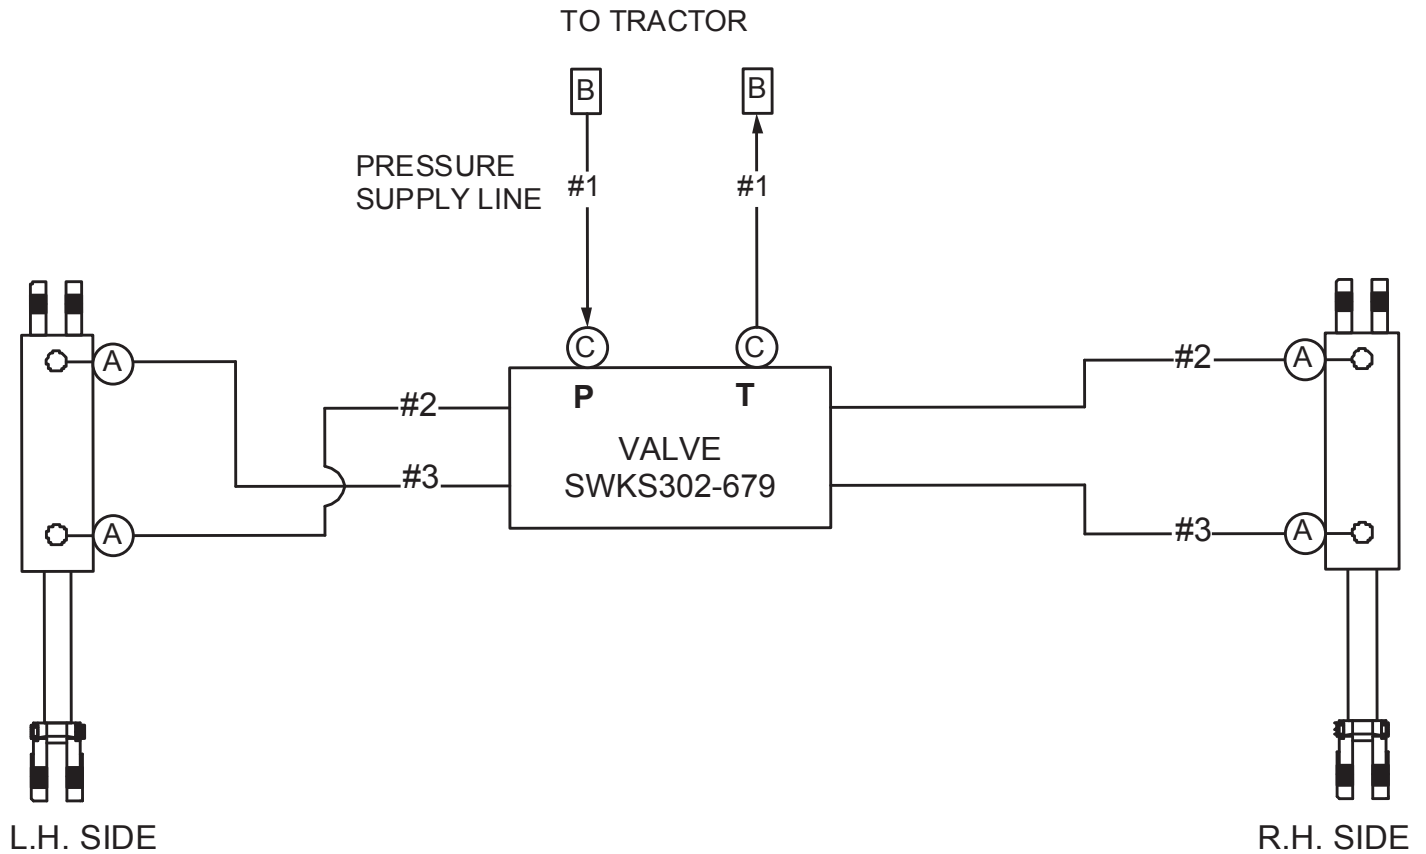 TO TRACTOR
B
B
PRESSURE
SUPPLY LINE
#1
#1
C
C
P
T
VALVE
SWKS302-679
A
#2
#3
A
#2
A
#3
A
L.H. SIDE
R.H. SIDE